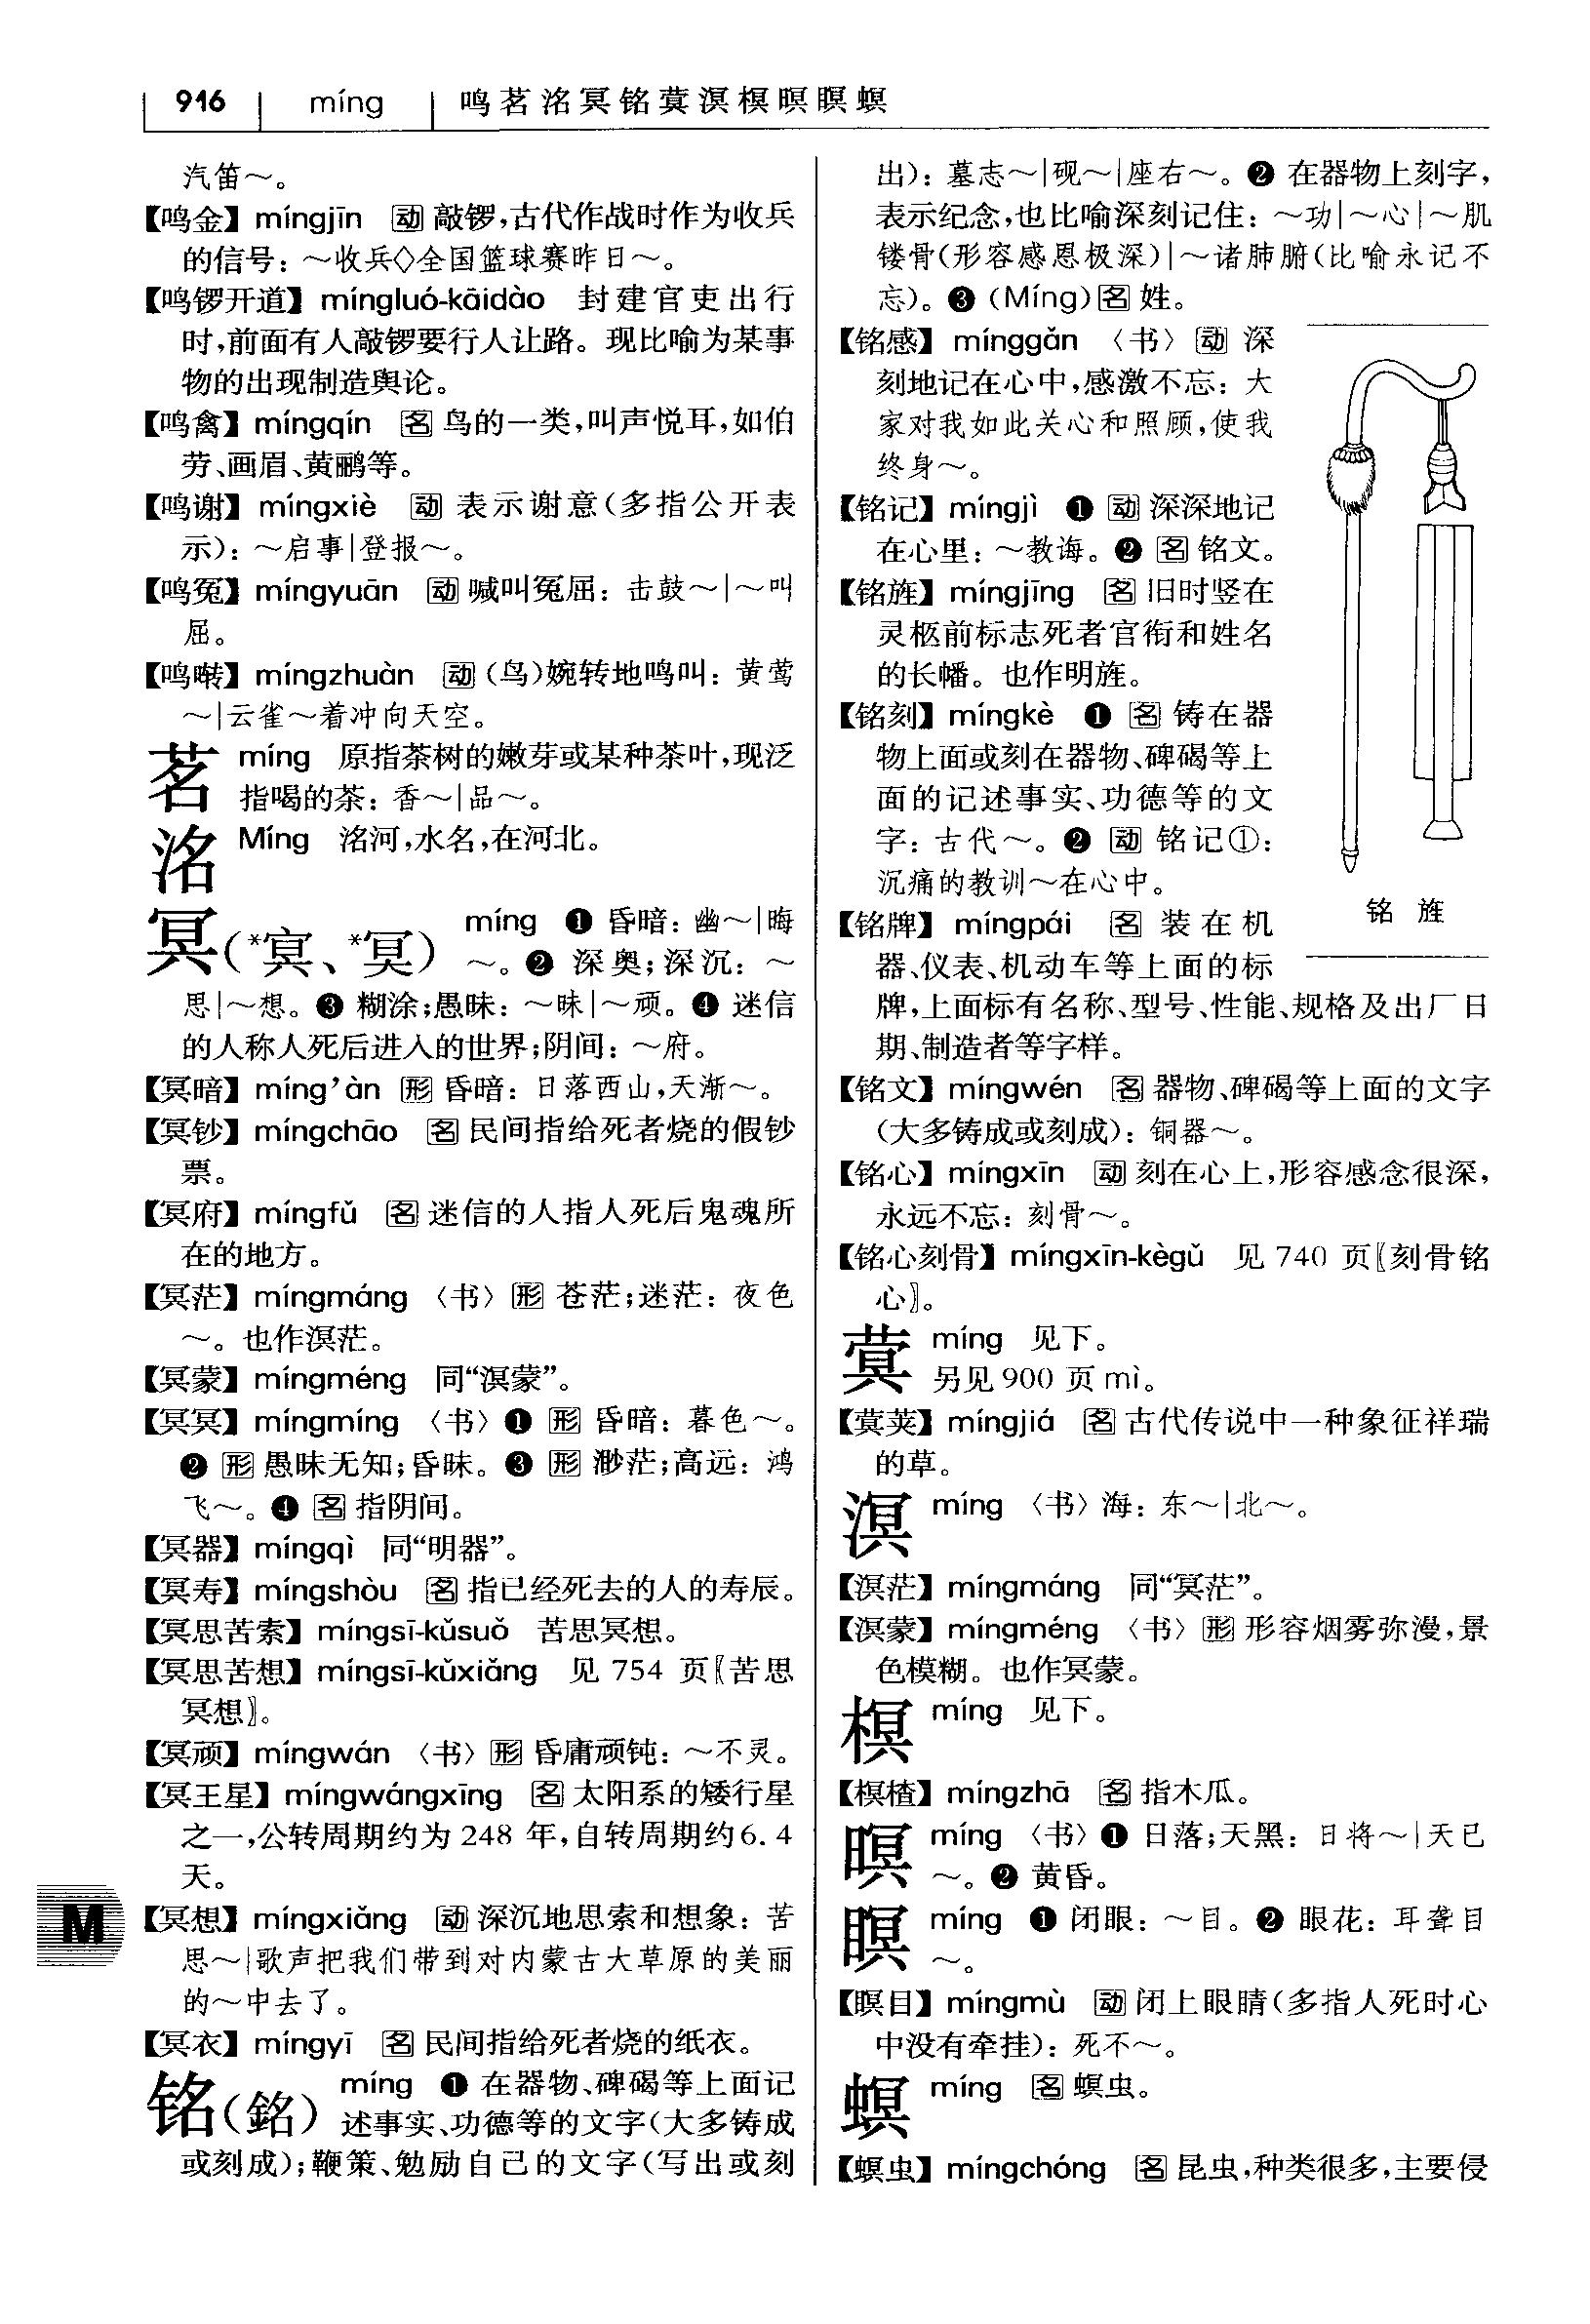 916 míng 鸣茗洺冥铭蓂溟榠暝瞑螟
汽笛～。
【鸣金】míngjīn 动 敲锣,古代作战时作为收兵
的信号：～收兵◇全国篮球赛昨日～。
【鸣锣开道】míngluó-kāidào 封建官吏出行
时,前面有人敲锣要行人让路。现比喻为某事
物的出现制造舆论。
【鸣禽】míngqín 名 鸟的一类,叫声悦耳,如伯
劳、画眉、黄鹂等。
【鸣谢】míngxiè 动 表示谢意(多指公开表
示)：～启事|登报～。
【鸣冤】míngyuān 动 喊叫冤屈：击鼓～|～叫
屈。
【鸣啭】míngzhuàn 动 (鸟)婉转地鸣叫：黄莺
～|云雀～着冲向天空。
茗 míng 原指茶树的嫩芽或某种茶叶,现泛
指喝的茶：香～|品～。
洺 Míng 洺河,水名,在河北。
冥(*㝠、*冥) míng ❶ 昏暗：幽～|晦
～。❷ 深奥;深沉：～
思|～想。❸ 糊涂;愚昧：～昧|～顽。❹ 迷信
的人称人死后进入的世界;阴间：～府。
【冥暗】míng’àn 形 昏暗：日落西山,天渐～。
【冥钞】míngchāo 名 民间指给死者烧的假钞
票。
【冥府】míngfǔ 名 迷信的人指人死后鬼魂所
在的地方。
【冥茫】míngmáng 〈书〉形 苍茫;迷茫：夜色
～。也作溟茫。
【冥蒙】míngméng 同“溟蒙”。
【冥冥】míngmíng 〈书〉❶ 形 昏暗：暮色～。
❷ 形 愚昧无知;昏昧。❸ 形 渺茫;高远：鸿
飞～。❹ 名 指阴间。
【冥器】míngqì 同“明器”。
【冥寿】míngshòu 名 指已经死去的人的寿辰。
【冥思苦索】míngsī-kǔsuǒ 苦思冥想。
【冥思苦想】míngsī-kǔxiǎng 见 754 页〖苦思
冥想〗。
【冥顽】míngwán 〈书〉形 昏庸顽钝：～不灵。
【冥王星】míngwángxīng 名 太阳系的矮行星
之一,公转周期约为 248 年,自转周期约6.4
天。
【冥想】míngxiǎng 动 深沉地思索和想象：苦
思～|歌声把我们带到对内蒙古大草原的美丽
的～中去了。
【冥衣】míngyī 名 民间指给死者烧的纸衣。
铭(銘) míng ❶ 在器物、碑碣等上面记
述事实、功德等的文字(大多铸成
或刻成);鞭策、勉励自己的文字(写出或刻
出)：墓志～|砚～|座右～。❷ 在器物上刻字,
表示纪念,也比喻深刻记住：～功|～心|～肌
镂骨(形容感恩极深)|～诸肺腑(比喻永记不
忘)。❸ (Míng)名 姓。
【铭感】mínggǎn 〈书〉动 深
刻地记在心中,感激不忘：大
家对我如此关心和照顾,使我
终身～。
【铭记】míngjì ❶ 动 深深地记
在心里：～教诲。❷ 名 铭文。
【铭旌】míngjīng 名 旧时竖在
灵柩前标志死者官衔和姓名
的长幡。也作明旌。
【铭刻】míngkè ❶ 名 铸在器
物上面或刻在器物、碑碣等上
面的记述事实、功德等的文
字：古代～。❷ 动 铭记①：
沉痛的教训～在心中。
铭 旌
【铭牌】míngpái 名 装在机
器、仪表、机动车等上面的标
牌,上面标有名称、型号、性能、规格及出厂日
期、制造者等字样。
【铭文】míngwén 名 器物、碑碣等上面的文字
(大多铸成或刻成)：铜器～。
【铭心】míngxīn 动 刻在心上,形容感念很深,
永远不忘：刻骨～。
【铭心刻骨】míngxīn-kègǔ 见 740 页〖刻骨铭
心〗。
蓂 míng 见下。
另见 900 页 mì。
【蓂荚】míngjiá 名 古代传说中一种象征祥瑞
的草。
溟 míng 〈书〉海：东～|北～。
【溟茫】míngmáng 同“冥茫”。
【溟蒙】míngméng 〈书〉形 形容烟雾弥漫,景
色模糊。也作冥蒙。
榠 míng 见下。
【榠楂】míngzhā 名 指木瓜。
暝 míng 〈书〉❶ 日落;天黑：日将～|天已
～。❷ 黄昏。
瞑 míng ❶ 闭眼：～目。❷ 眼花：耳聋目
～。
【瞑目】míngmù 动 闭上眼睛(多指人死时心
中没有牵挂)：死不～。
螟 míng 名 螟虫。
【螟虫】míngchóng 名 昆虫,种类很多,主要侵
M